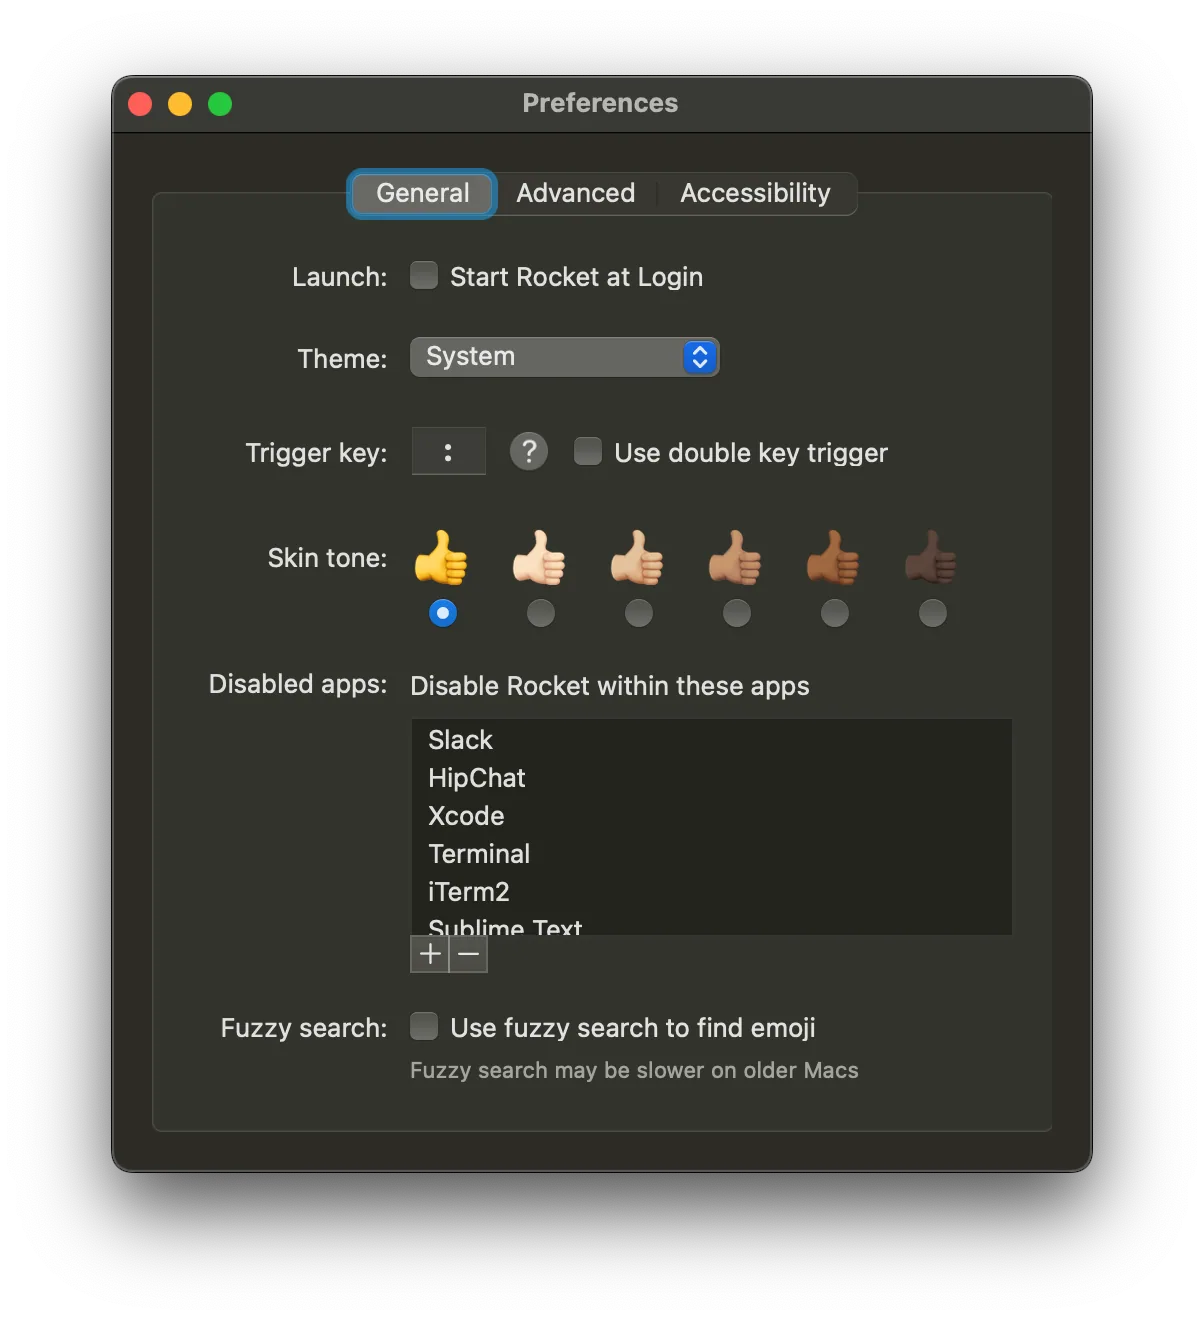 Preferences
General Advanced Accessibility
Launch: Start Rocket at Login
Theme: System
Trigger key: : ? Use double key trigger
Skin tone:
Disabled apps: Disable Rocket within these apps
Slack
HipChat
Xcode
Terminal
iTerm2
Sublime Text
Fuzzy search: Use fuzzy search to find emoji
Fuzzy search may be slower on older Macs